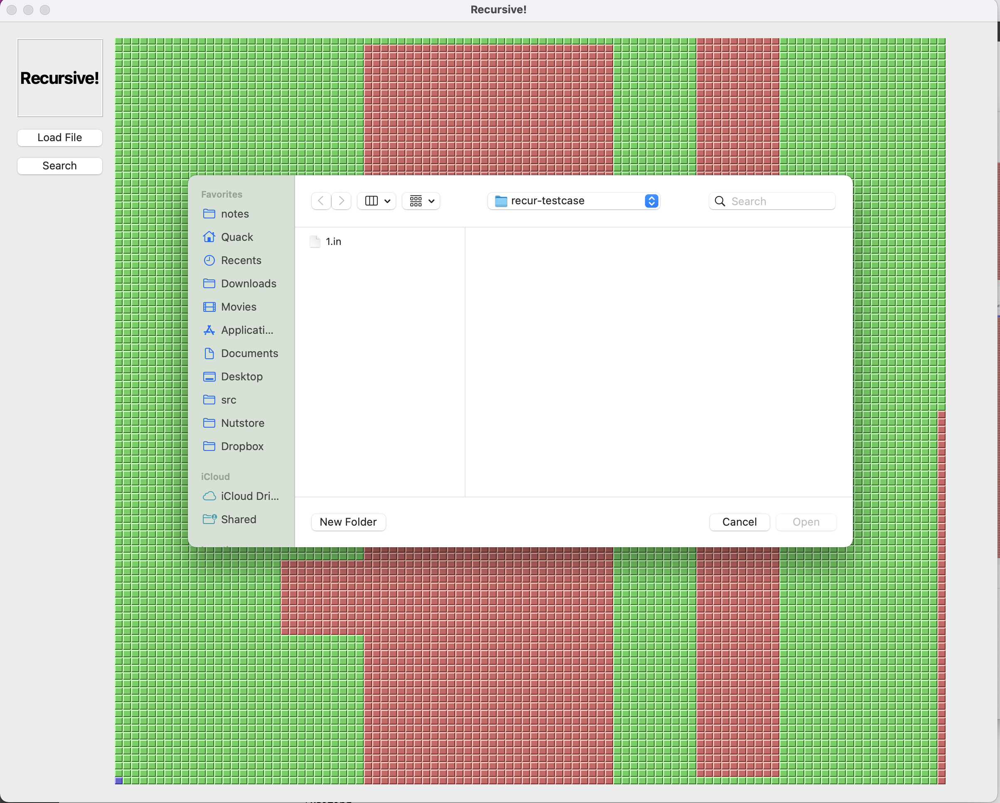 Recursive!
Recursive!
Load File
Search
Favorites
notes
Quack
Recents
Downloads
Movies
Applicati...
Documents
Desktop
src
Nutstore
Dropbox
iCloud
iCloud Dri...
Shared
recur-testcase
Search
1.in
New Folder
Cancel
Open